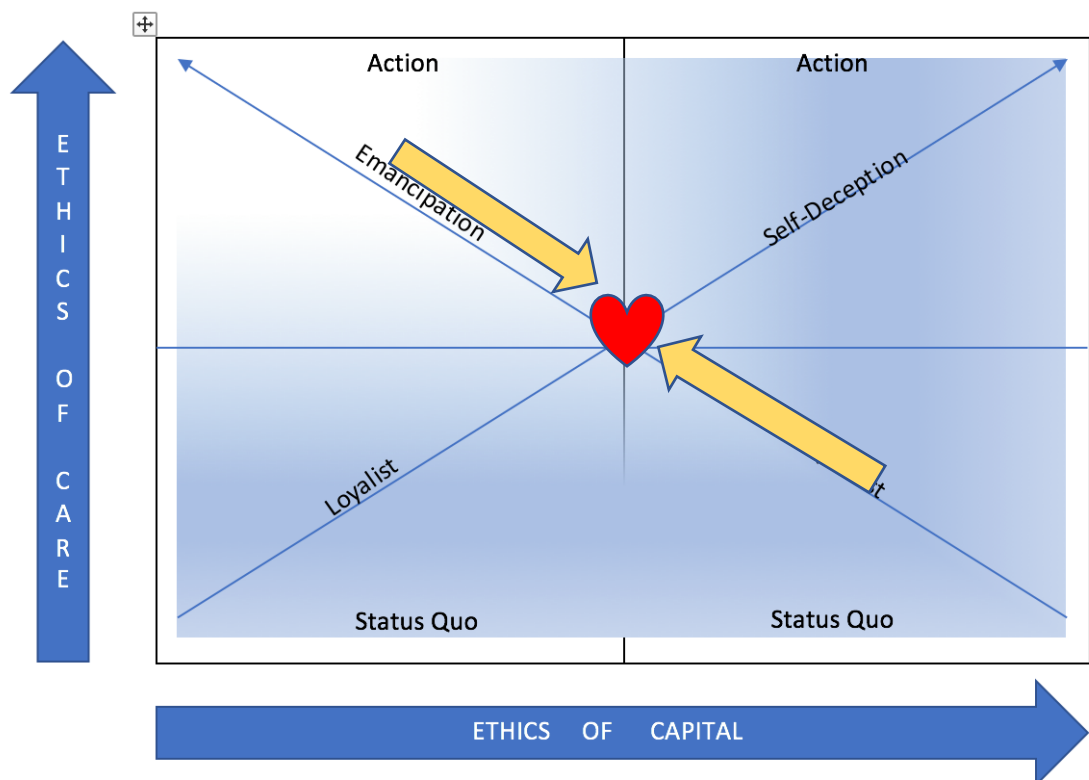 Action
Action
ETHICS OF CARE
Emancipation
Self-Deception
Loyalist
Status Quo
Status Quo
ETHICS OF CAPITAL